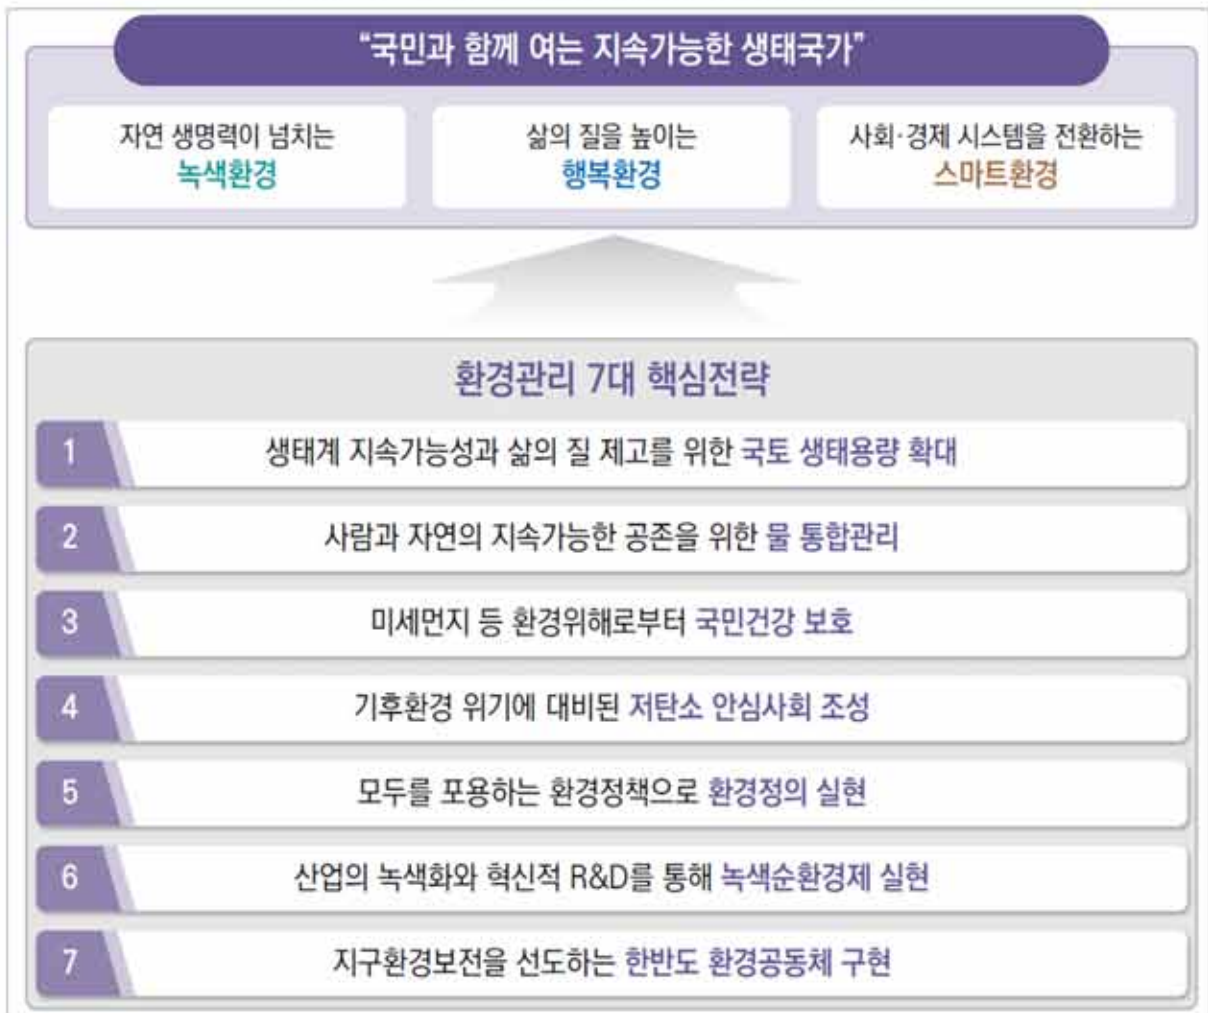 “국민과 함께 여는 지속가능한 생태국가”
자연 생명력이 넘치는
녹색환경
삶의 질을 높이는
행복환경
사회·경제 시스템을 전환하는
스마트환경
환경관리 7대 핵심전략
1 생태계 지속가능성과 삶의 질 제고를 위한 국토 생태용량 확대
2 사람과 자연의 지속가능한 공존을 위한 물 통합관리
3 미세먼지 등 환경위해로부터 국민건강 보호
4 기후환경 위기에 대비된 저탄소 안심사회 조성
5 모두를 포용하는 환경정책으로 환경정의 실현
6 산업의 녹색화와 혁신적 R&D를 통해 녹색순환경제 실현
7 지구환경보전을 선도하는 한반도 환경공동체 구현